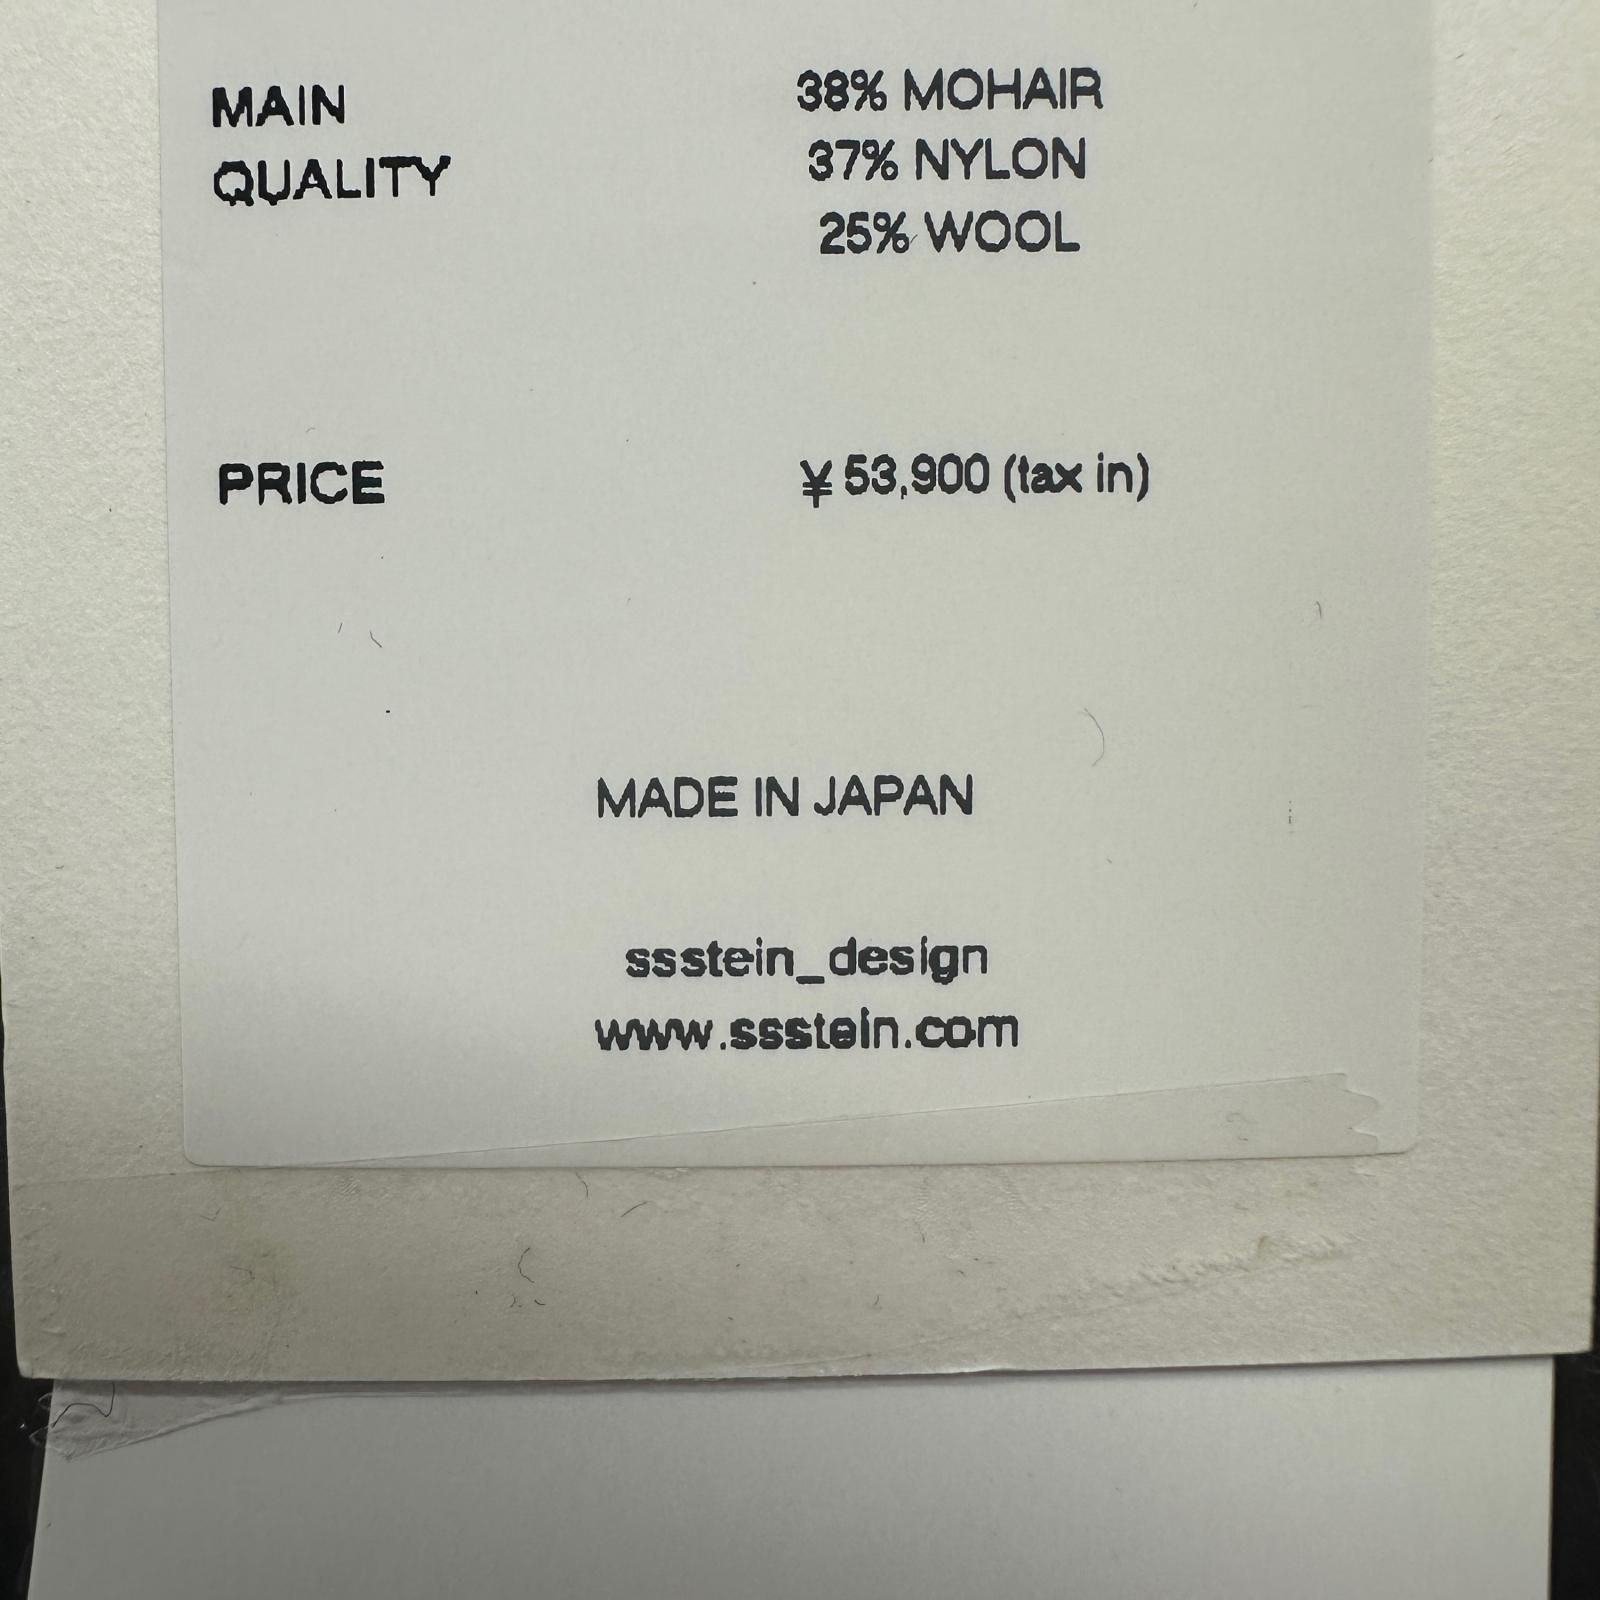 MAIN
QUALITY
38% MOHAIR
37% NYLON
25% WOOL
PRICE
¥53,900 (tax in)
MADE IN JAPAN
ssstein_design
www.ssstein.com